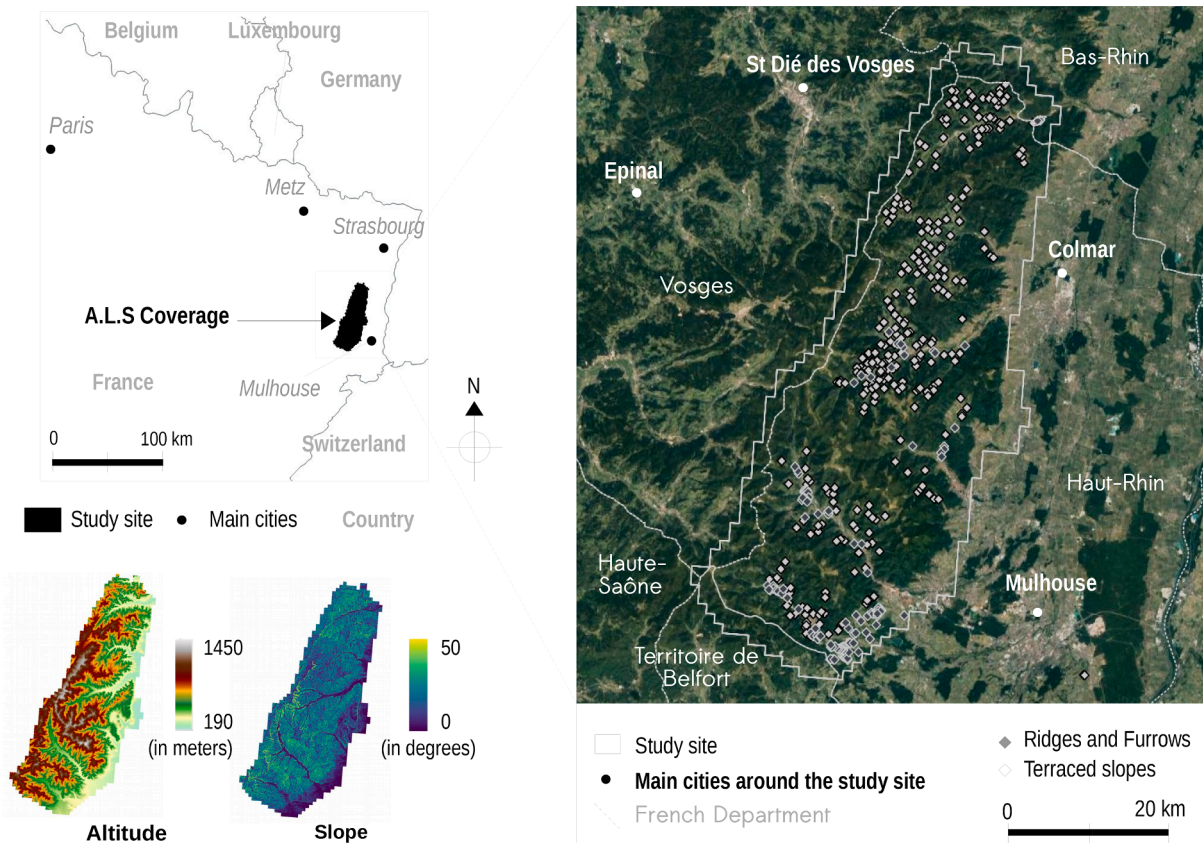 Belgium
Luxembourg
Germany
Paris
Metz
Strasbourg
A.L.S Coverage
France
Mulhouse
N
0 100 km
Switzerland
Study site
Main cities
Country
1450
190
(in meters)
Altitude
50
0
(in degrees)
Slope
St Dié des Vosges
Bas-Rhin
Epinal
Colmar
Vosges
Haut-Rhin
Haute-
Saône
Mulhouse
Territoire de
Belfort
Study site
Main cities around the study site
French Department
Ridges and Furrows
Terraced slopes
0 20 km